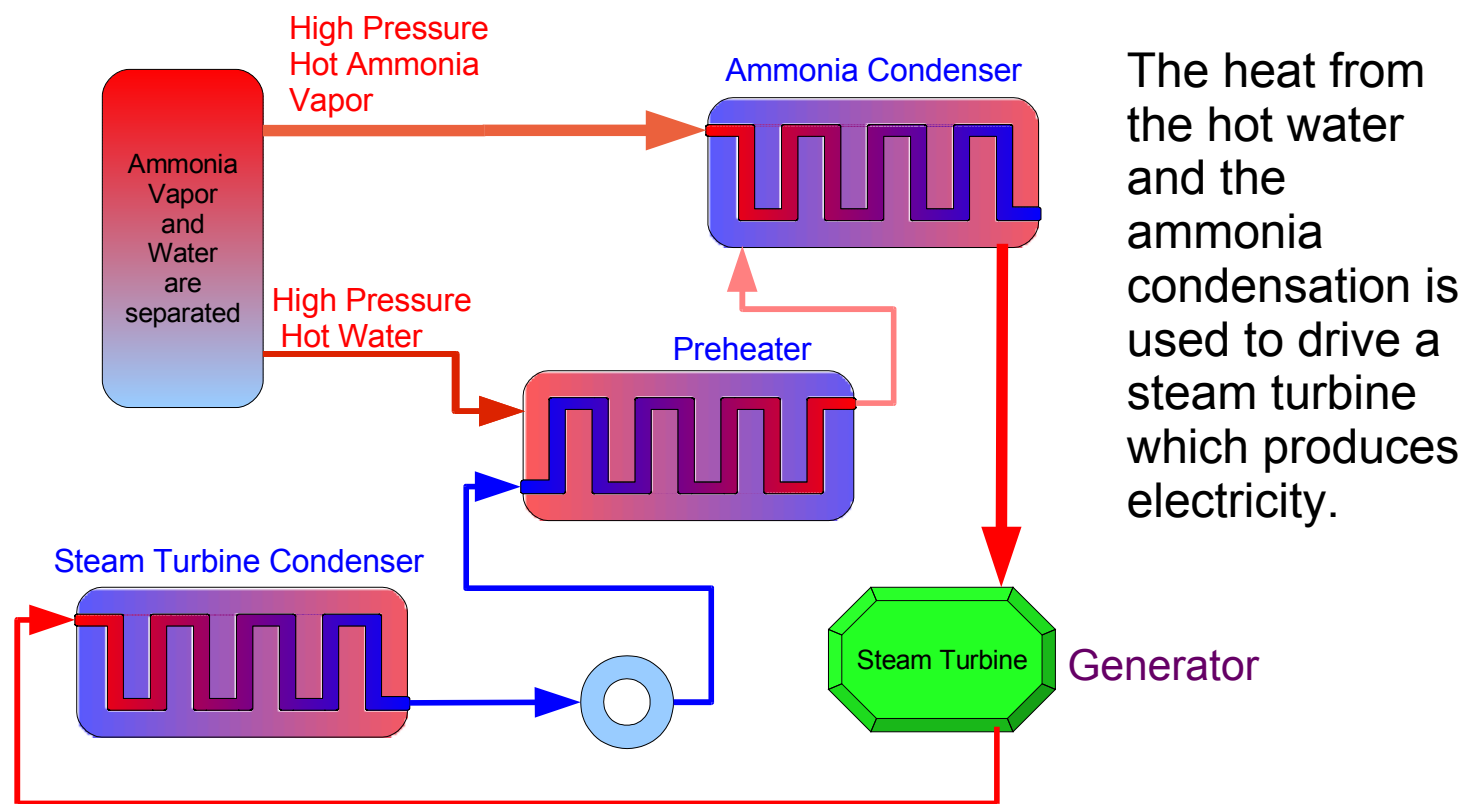 High Pressure
Hot Ammonia
Vapor
Ammonia Condenser
The heat from
the hot water
and the
ammonia
condensation is
used to drive a
steam turbine
which produces
electricity.
Ammonia
Vapor
and
Water
are
separated
High Pressure
Hot Water
Preheater
Steam Turbine Condenser
Steam Turbine
Generator